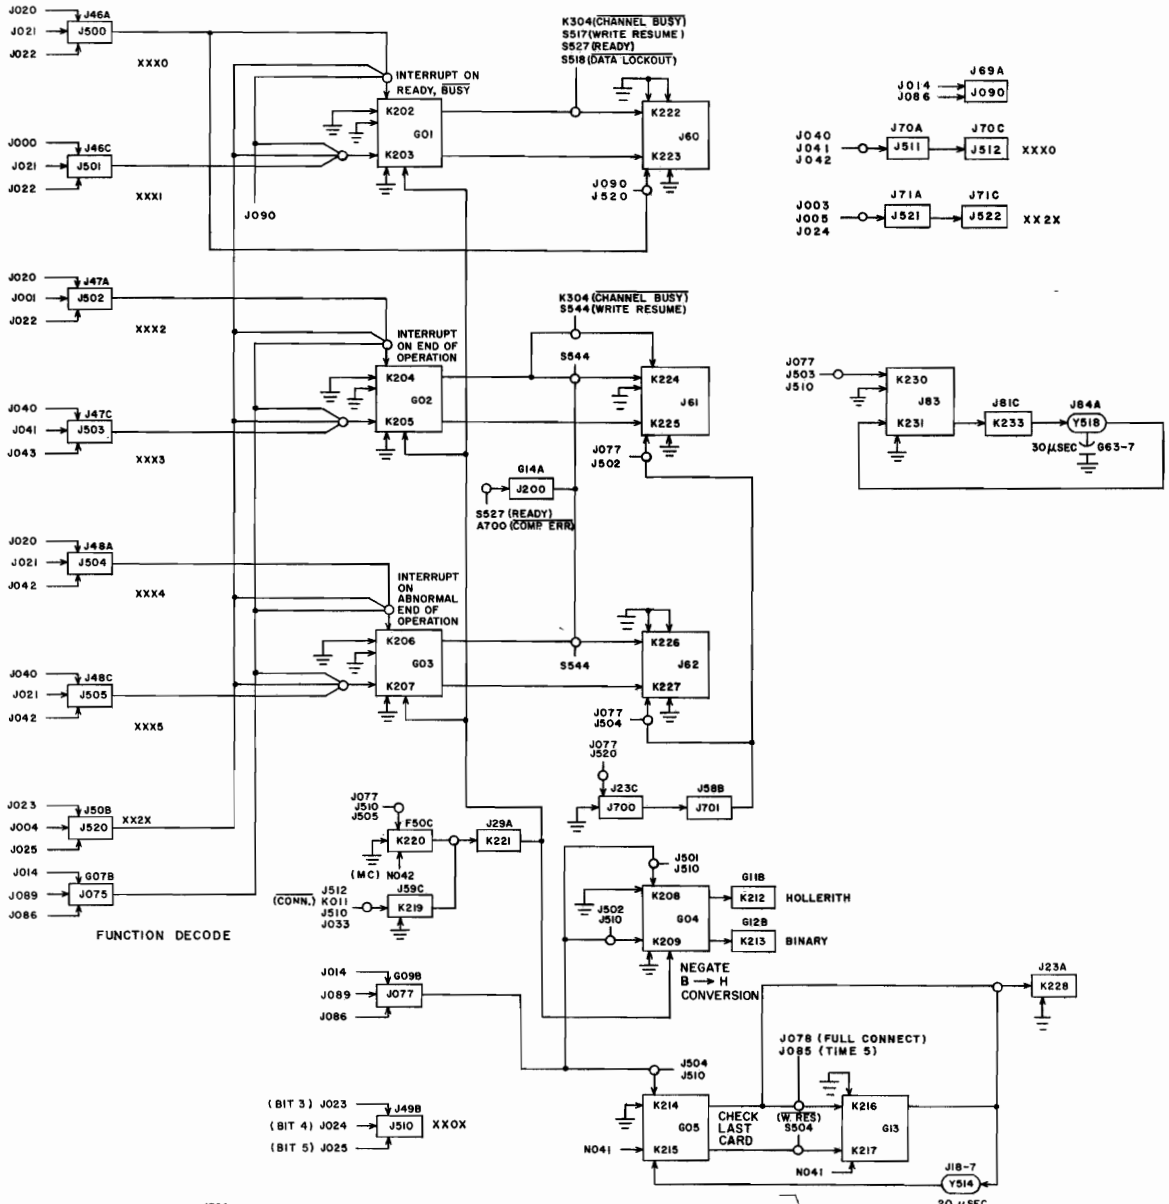 J020
J021
J022
J46A
J500
XXX0
J000
J021
J022
J46C
J501
XXX1
J090
INTERRUPT ON
READY, BUSY
K202
G01
K203
K304 (CHANNEL BUSY)
S517 (WRITE RESUME)
S527 (READY)
S518 (DATA LOCKOUT)
K222
J60
K223
J090
J520
J69A
J014
J086
J090
J040
J041
J042
J70A
J511
J70C
J512
XXX0
J003
J005
J024
J71A
J521
J71C
J522
XX2X
J020
J001
J022
J47A
J502
XXX2
J040
J041
J043
J47C
J503
XXX3
INTERRUPT
ON END OF
OPERATION
K204
G02
K205
K304 (CHANNEL BUSY)
S544 (WRITE RESUME)
S544
K224
J61
K225
J077
J502
G14A
J200
S527 (READY)
A700 (COMP. ERR)
J077
J503
J510
K230
J83
K231
J81C
K233
J84A
Y518
30 μSEC
G63-7
J020
J021
J042
J48A
J504
XXX4
J040
J021
J042
J48C
J505
XXX5
INTERRUPT
ON
ABNORMAL
END OF
OPERATION
K206
G03
K207
S544
K226
J62
K227
J077
J504
J077
J520
J23C
J700
J58B
J701
J023
J004
J025
J50B
J520
XX2X
J014
J089
J086
G07B
J075
FUNCTION DECODE
J077
J510
J505
F50C
K220
(MC) N042
J29A
K221
J512
(CONN.) K011
J510
J033
J59C
K219
J501
J510
J502
J510
K208
G04
K209
G11B
K212
HOLLERITH
G12B
K213
BINARY
NEGATE
B → H
CONVERSION
J014
J089
J086
G09B
J077
J23A
K228
J504
J510
J078 (FULL CONNECT)
J085 (TIME 5)
K214
G05
K215
N041
CHECK
LAST
CARD
(W. RES)
S504
K216
G13
K217
N041
J18-7
Y514
20 μSEC
(BIT 3) J023
(BIT 4) J024
(BIT 5) J025
J49B
J510
XX0X